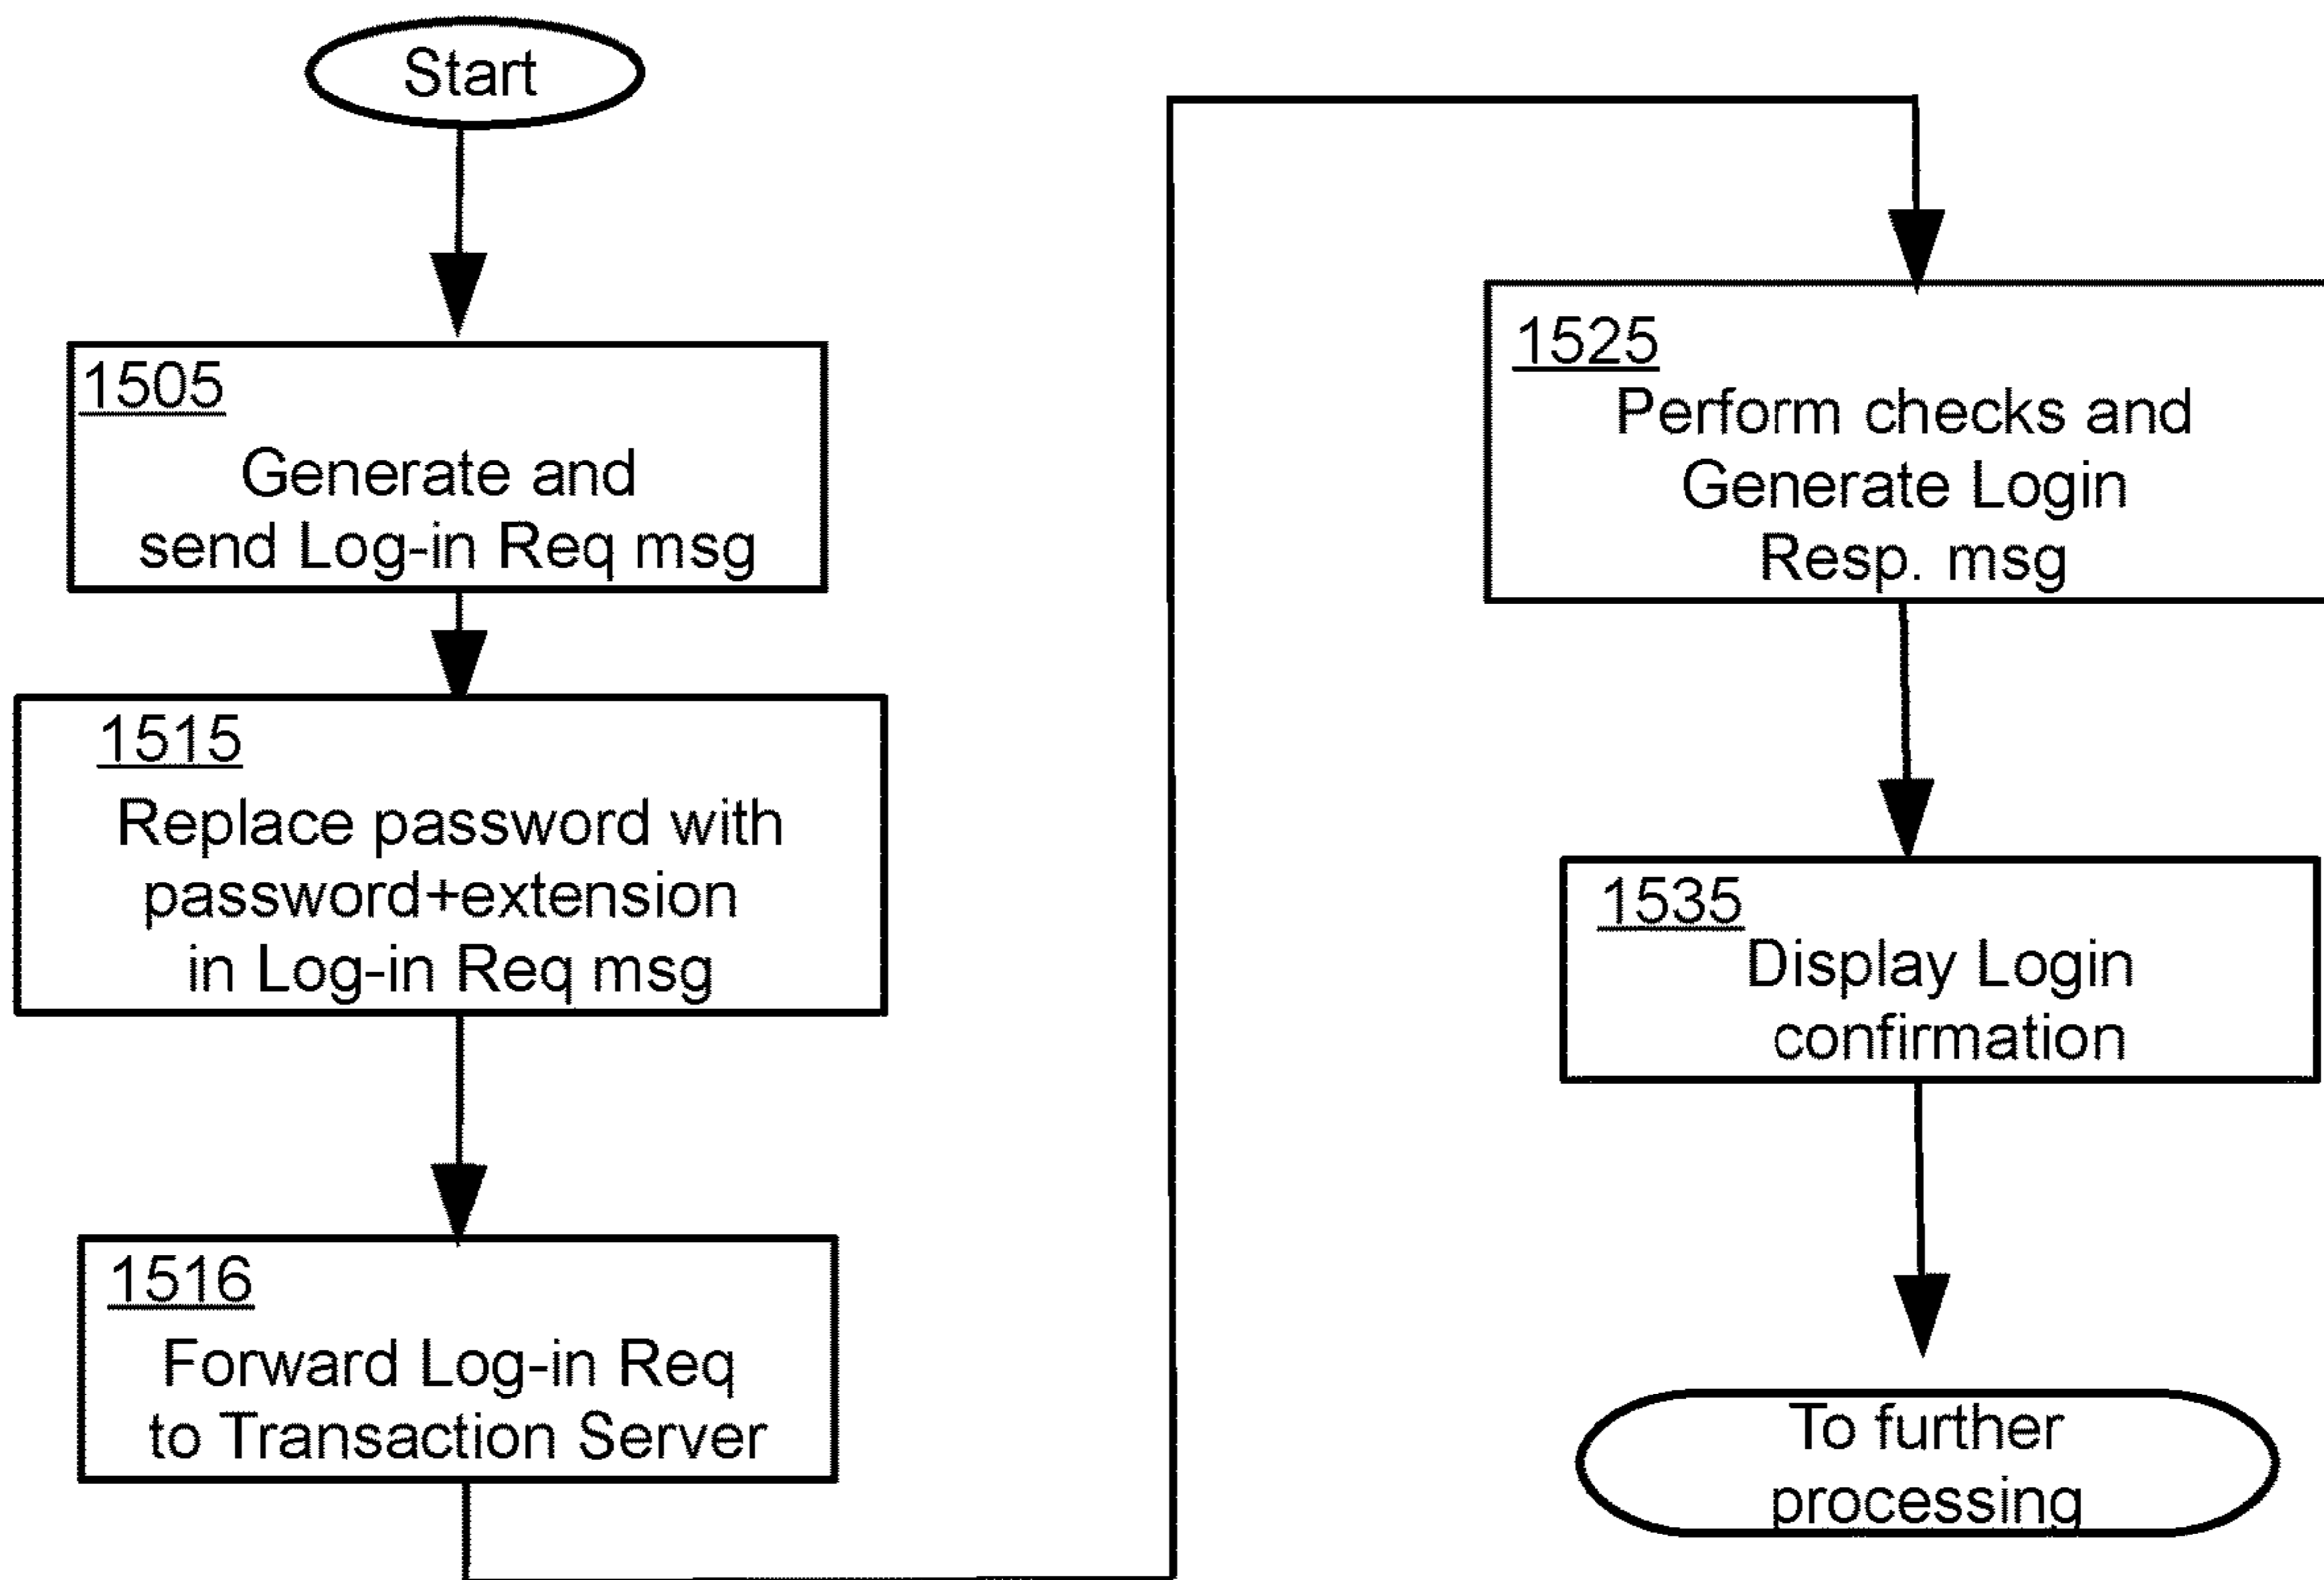 Start
1505
Generate and
send Log-in Req msg
1515
Replace password with
password+extension
in Log-in Req msg
1516
Forward Log-in Req
to Transaction Server
1525
Perform checks and
Generate Login
Resp. msg
1535
Display Login
confirmation
To further
processing